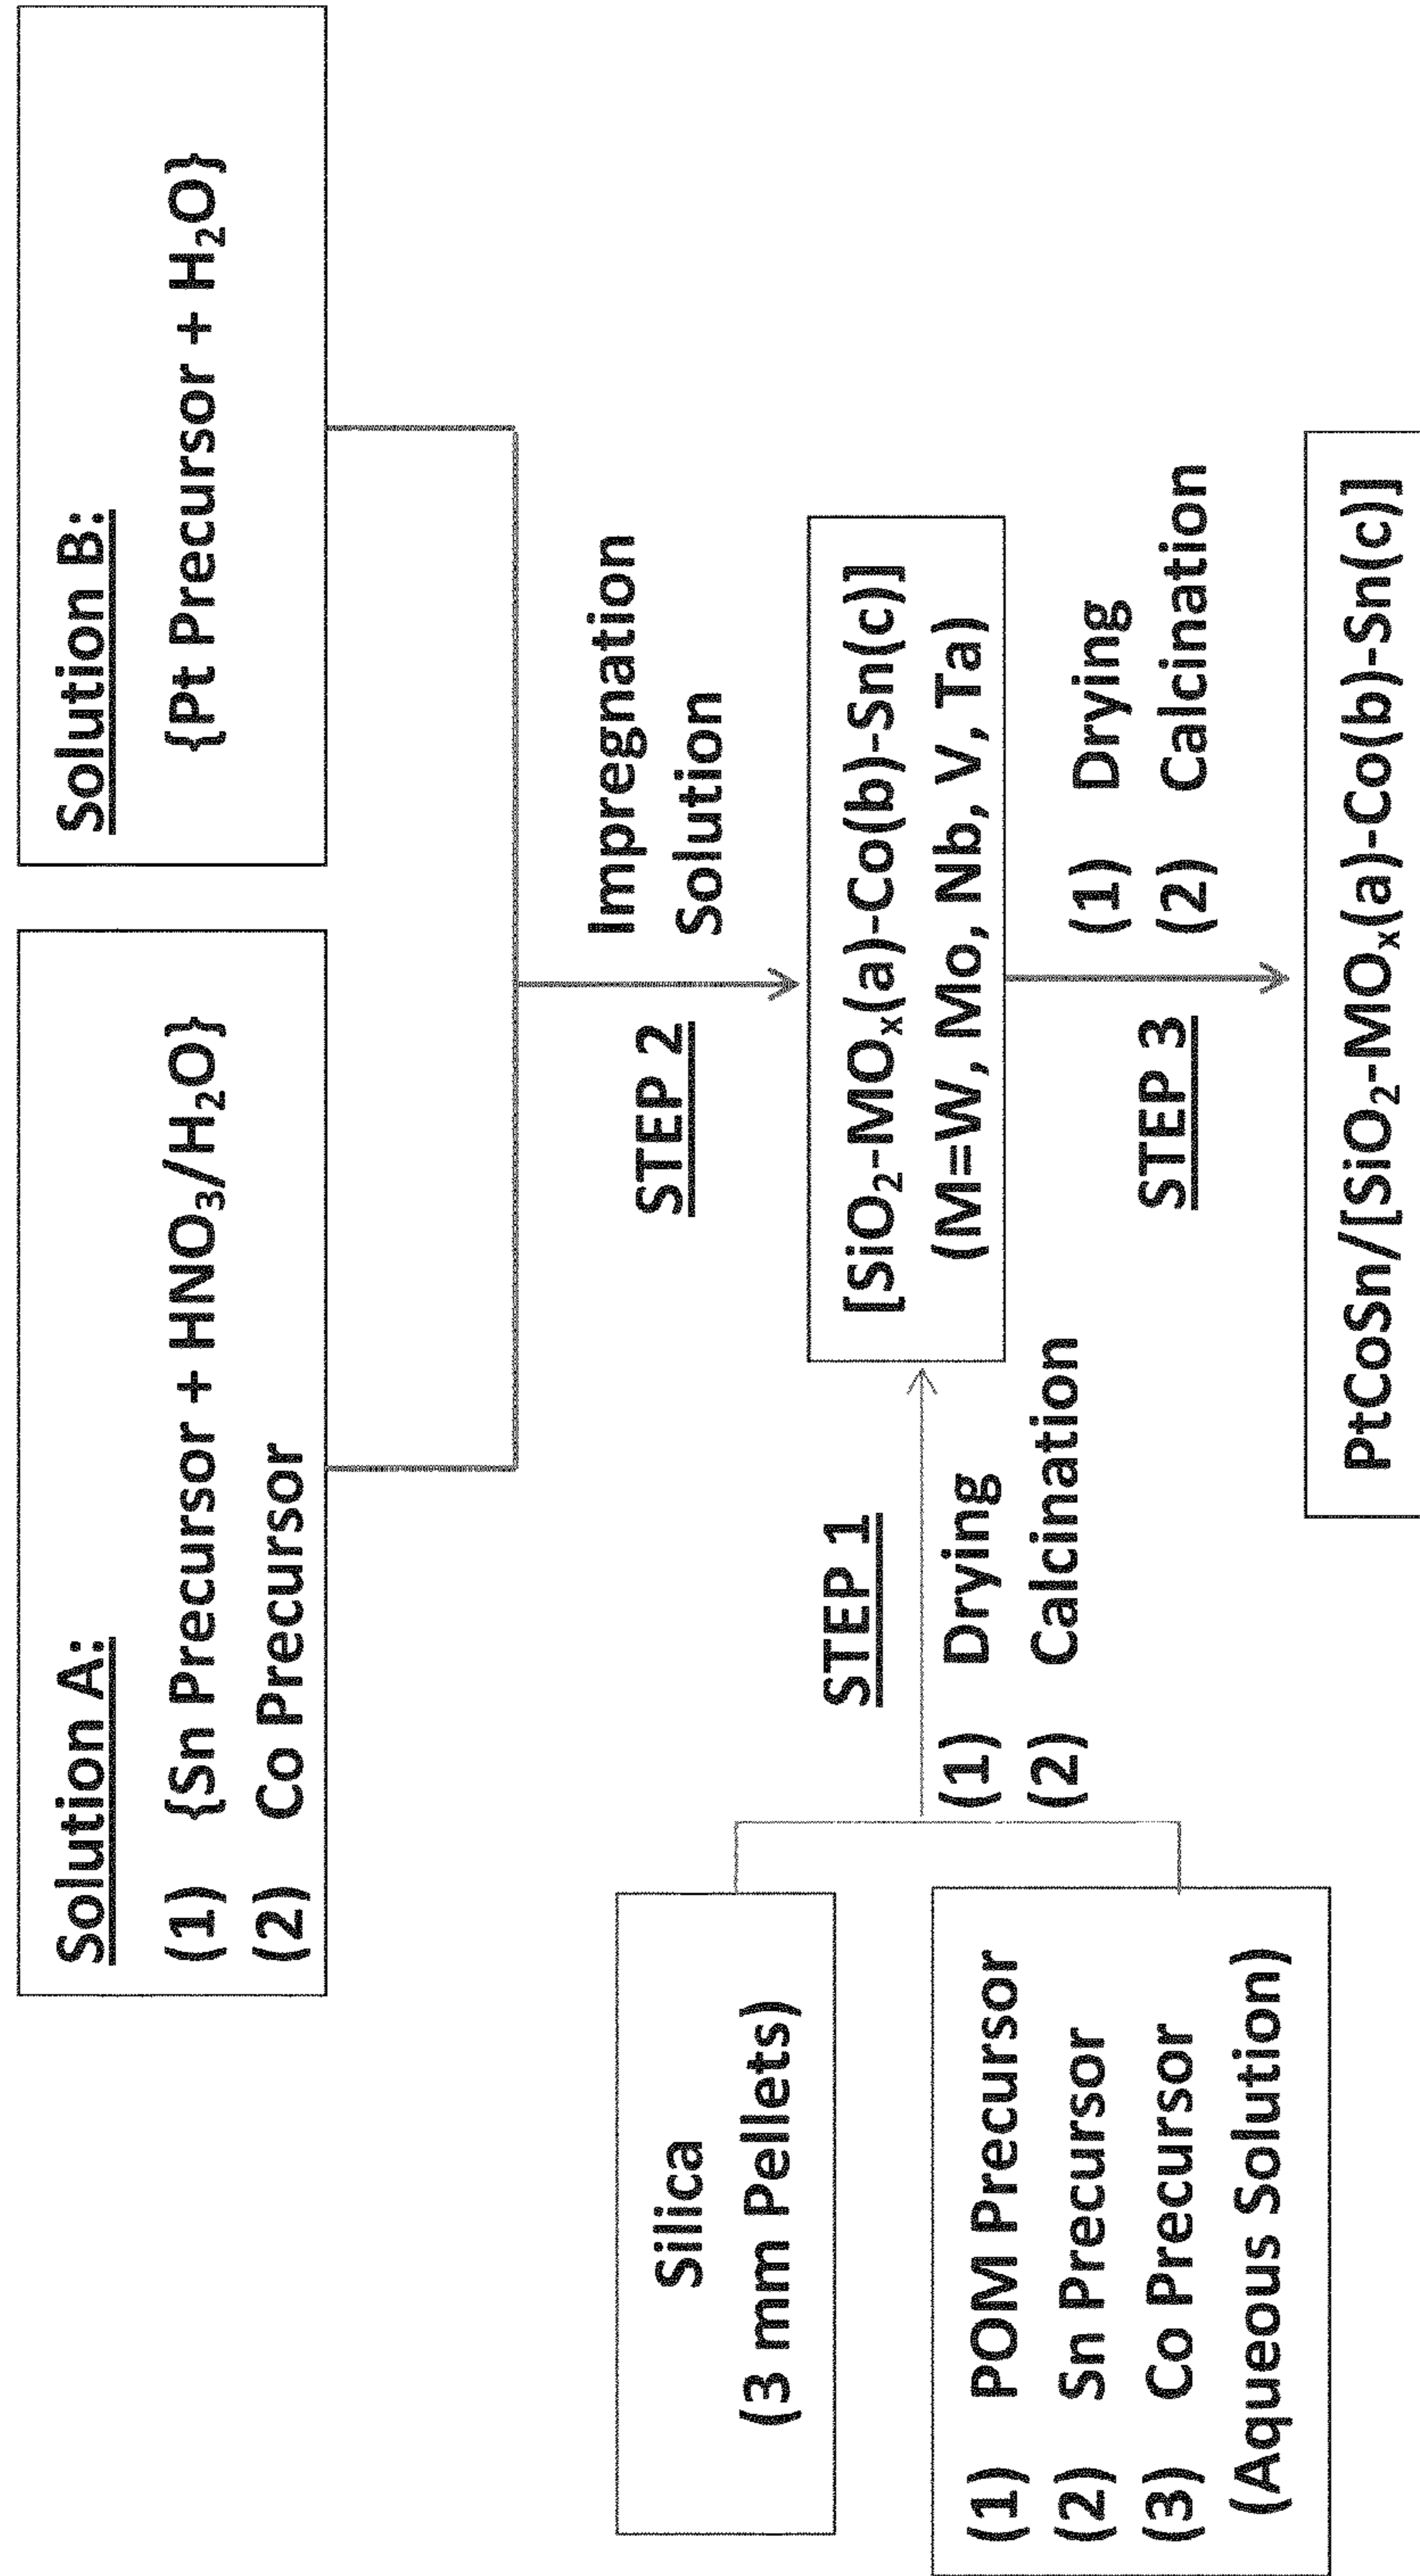 Solution A:
(1) {Sn Precursor + HNO₃/H₂O}
(2) Co Precursor
Solution B:
{Pt Precursor + H₂O}
STEP 2
Impregnation
Solution
Silica
(3 mm Pellets)
(1) POM Precursor
(2) Sn Precursor
(3) Co Precursor
(Aqueous Solution)
STEP 1
(1) Drying
(2) Calcination
[SiO₂-MOₓ(a)-Co(b)-Sn(c)]
(M=W, Mo, Nb, V, Ta)
STEP 3
(1) Drying
(2) Calcination
PtCoSn/[SiO₂-MOₓ(a)-Co(b)-Sn(c)]